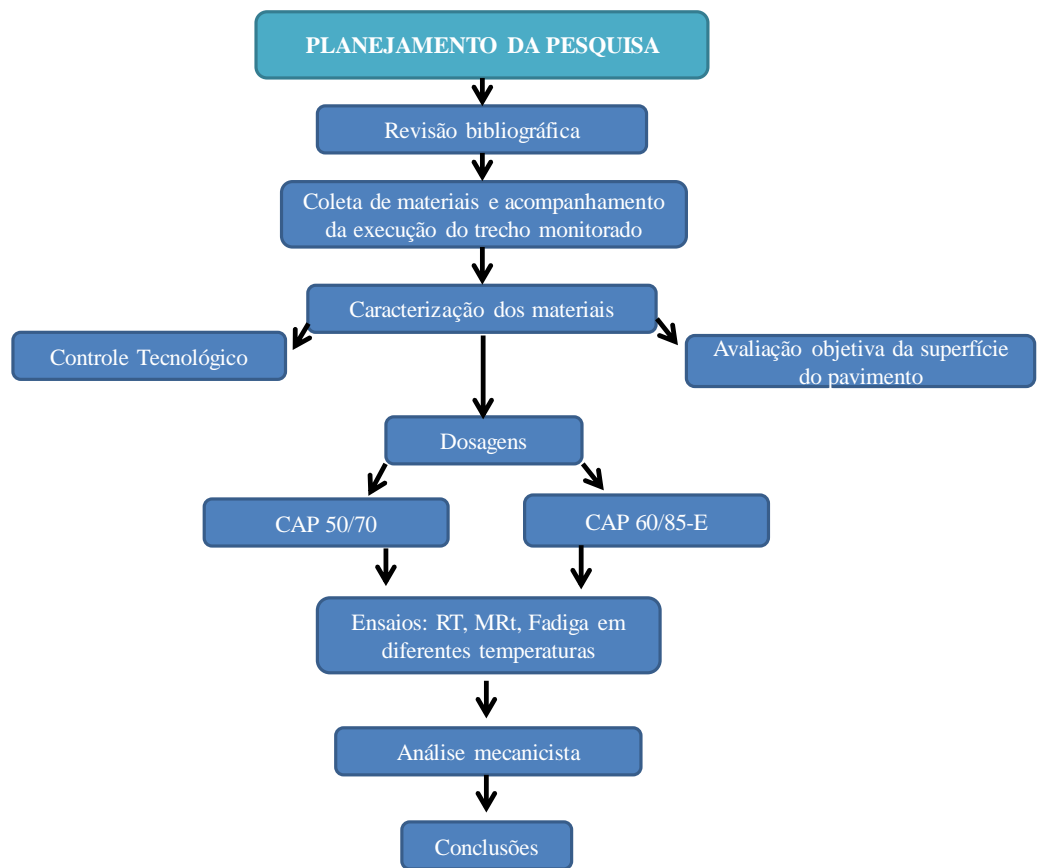 PLANEJAMENTO DA PESQUISA
Revisão bibliográfica
Coleta de materiais e acompanhamento
da execução do trecho monitorado
Caracterização dos materiais
Controle Tecnológico
Avaliação objetiva da superfície
do pavimento
Dosagens
CAP 50/70
CAP 60/85-E
Ensaios: RT, MRt, Fadiga em
diferentes temperaturas
Análise mecanicista
Conclusões